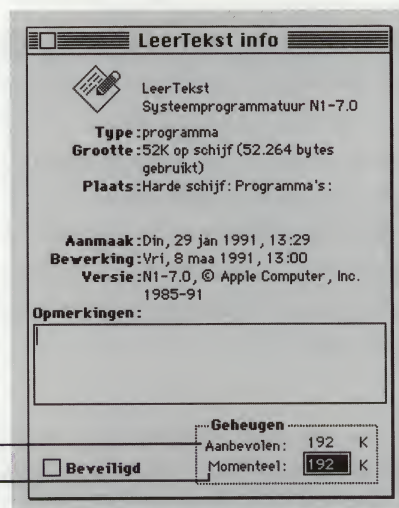 LeerTekst info
LeerTekst
Systeemprogrammatuur N1-7.0
Type:programma
Grootte:52K op schijf (52.264 bytes
gebruikt)
Plaats:Harde schijf: Programma's:
Aanmaak:Din, 29 jan 1991, 13:29
Bewerking:Vri, 8 maa 1991, 13:00
Versie:N1-7.0, © Apple Computer, Inc.
1985-91
Opmerkingen:
Geheugen
Aanbevolen: 192 K
Beveiligd Momenteel: 192 K